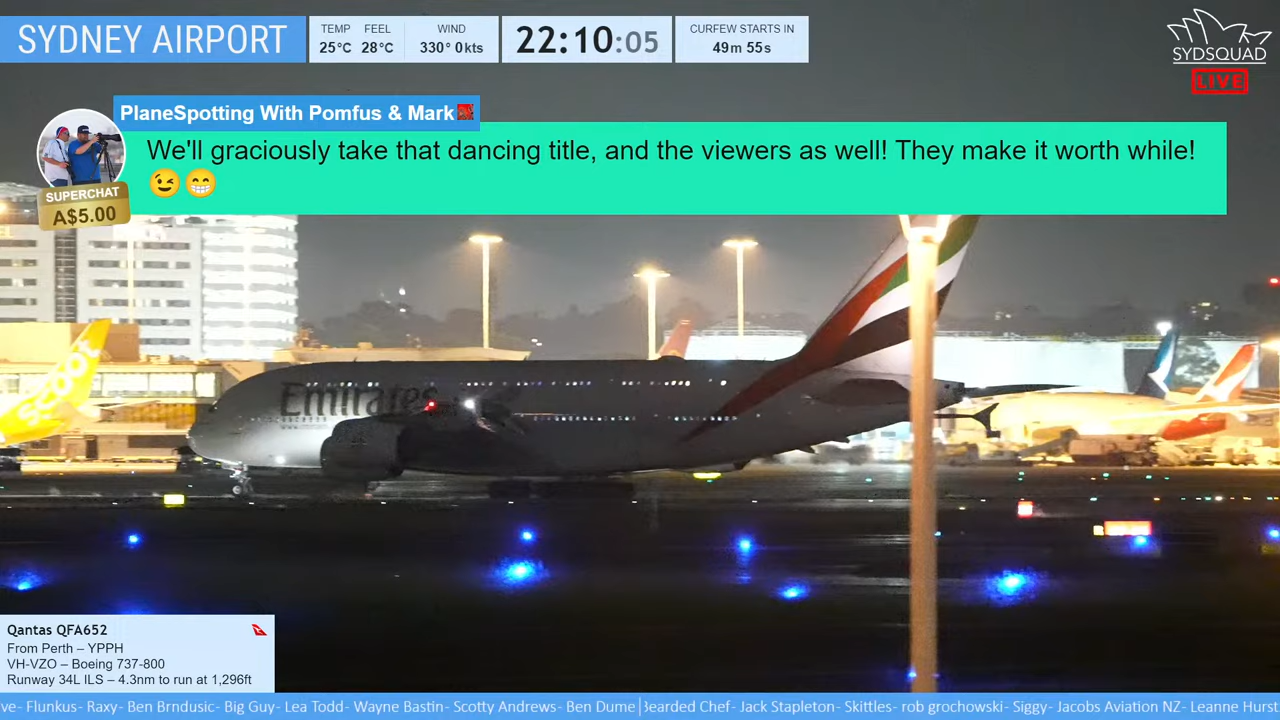 SYDNEY AIRPORT
TEMP FEEL WIND
25°C 28°C 330° 0kts
22:10:05
CURFEW STARTS IN
49m 55s
SYDSQUAD
LIVE
PlaneSpotting With Pomfus & Mark
We'll graciously take that dancing title, and the viewers as well! They make it worth while!
😉😁
SUPERCHAT
A$5.00
scoot
Emirates
Qantas QFA652
From Perth – YPPH
VH-VZO – Boeing 737-800
Runway 34L ILS – 4.3nm to run at 1,296ft
ve- Flunkus- Raxy- Ben Brndusic- Big Guy- Lea Todd- Wayne Bastin- Scotty Andrews- Ben Dume
Bearded Chef- Jack Stapleton- Skittles- rob grochowski- Siggy- Jacobs Aviation NZ- Leanne Hurst